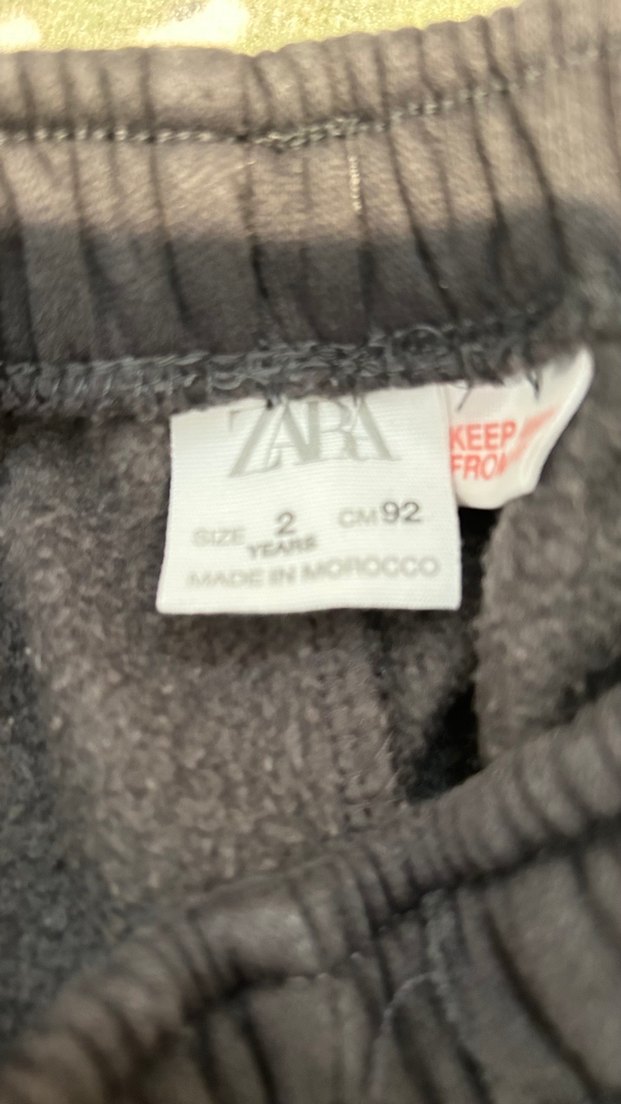 ZARA
SIZE 2 YEARS CM 92
MADE IN MOROCCO
KEEP
FROM